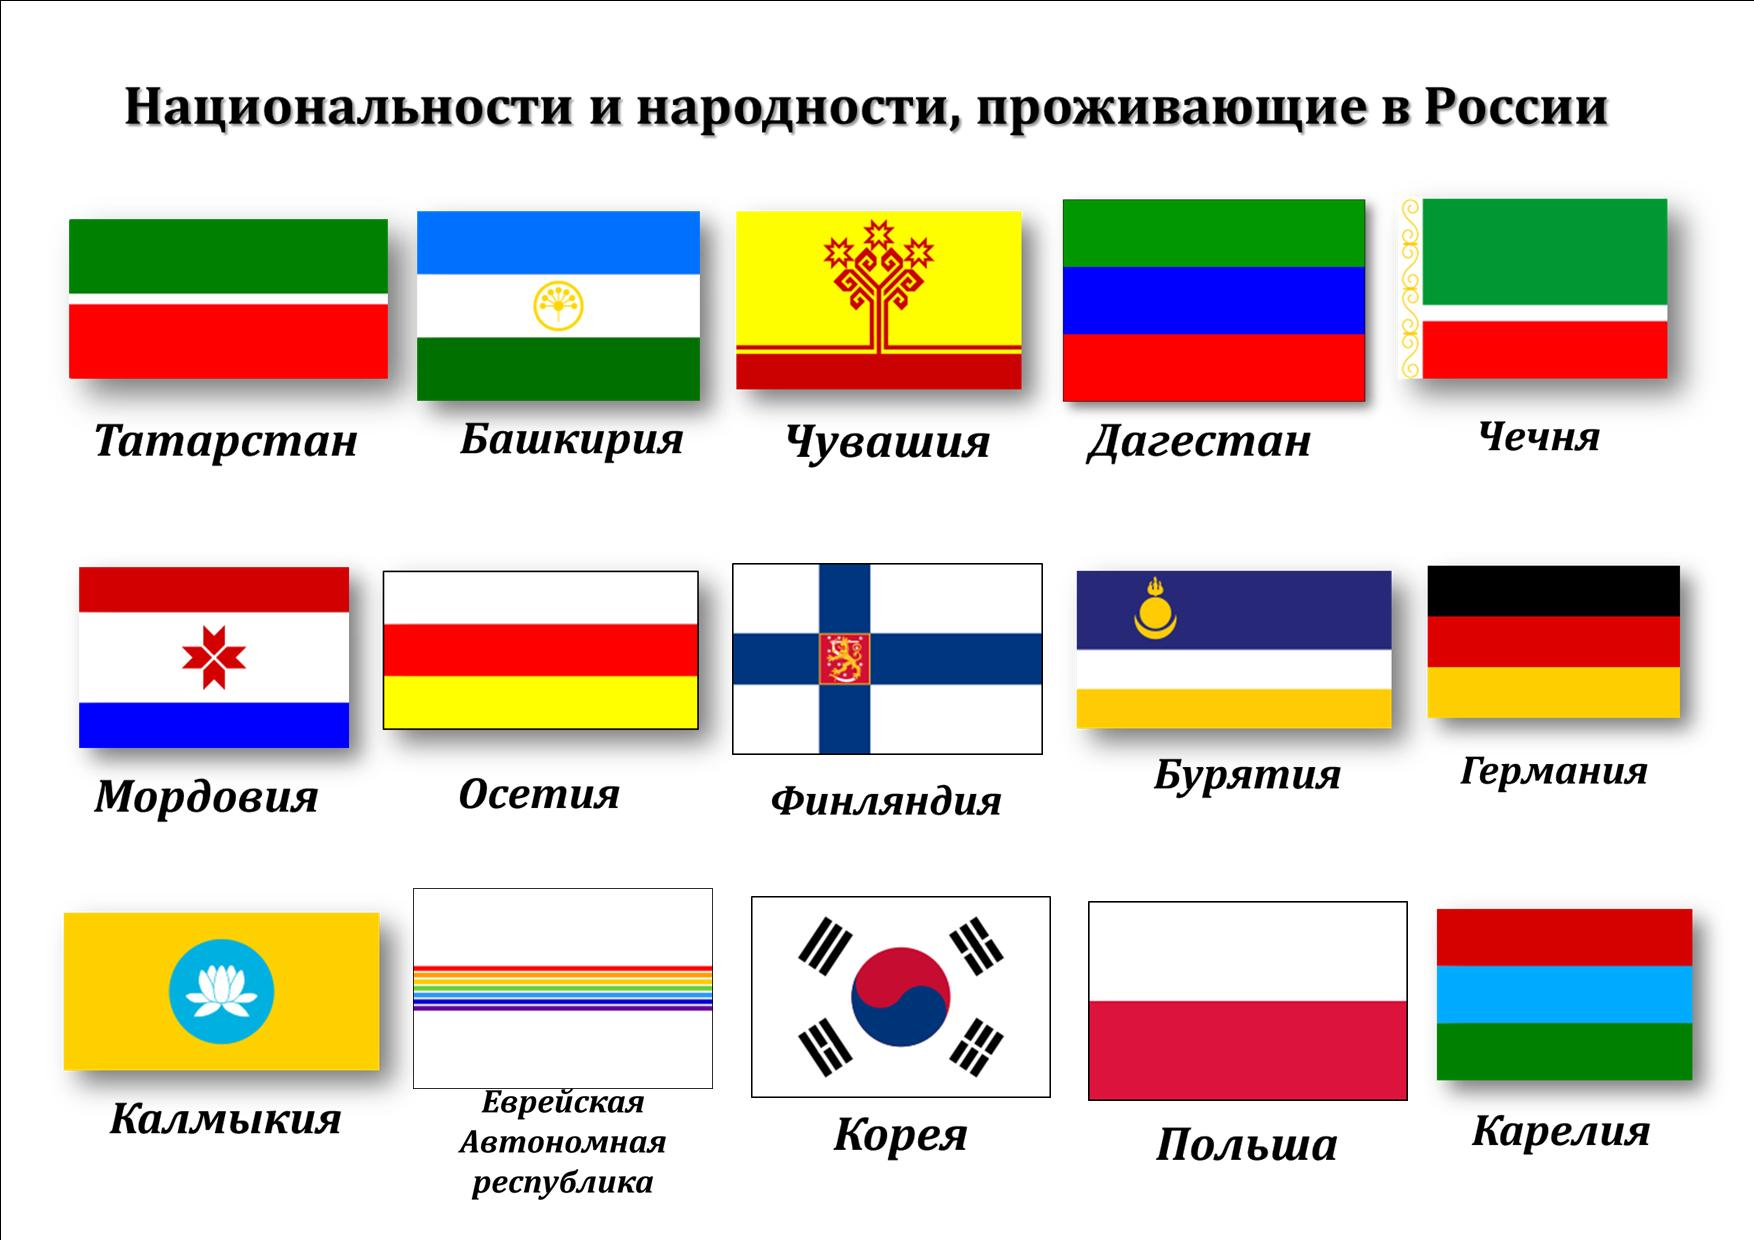 Национальности и народности, проживающие в России
Татарстан
Башкирия
Чувашия
Дагестан
Чечня
Мордовия
Осетия
Финляндия
Бурятия
Германия
Калмыкия
Еврейская
Автономная
республика
Корея
Польша
Карелия